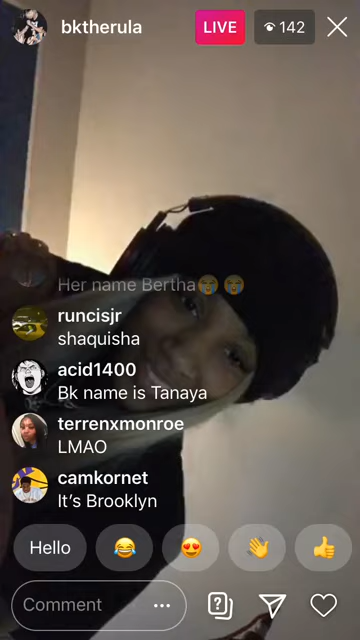 bktherula
LIVE
142
Her name Bertha😭😭
runcisjr
shaquisha
acid1400
Bk name is Tanaya
terrenxmonroe
LMAO
camkornet
It's Brooklyn
Hello
Comment